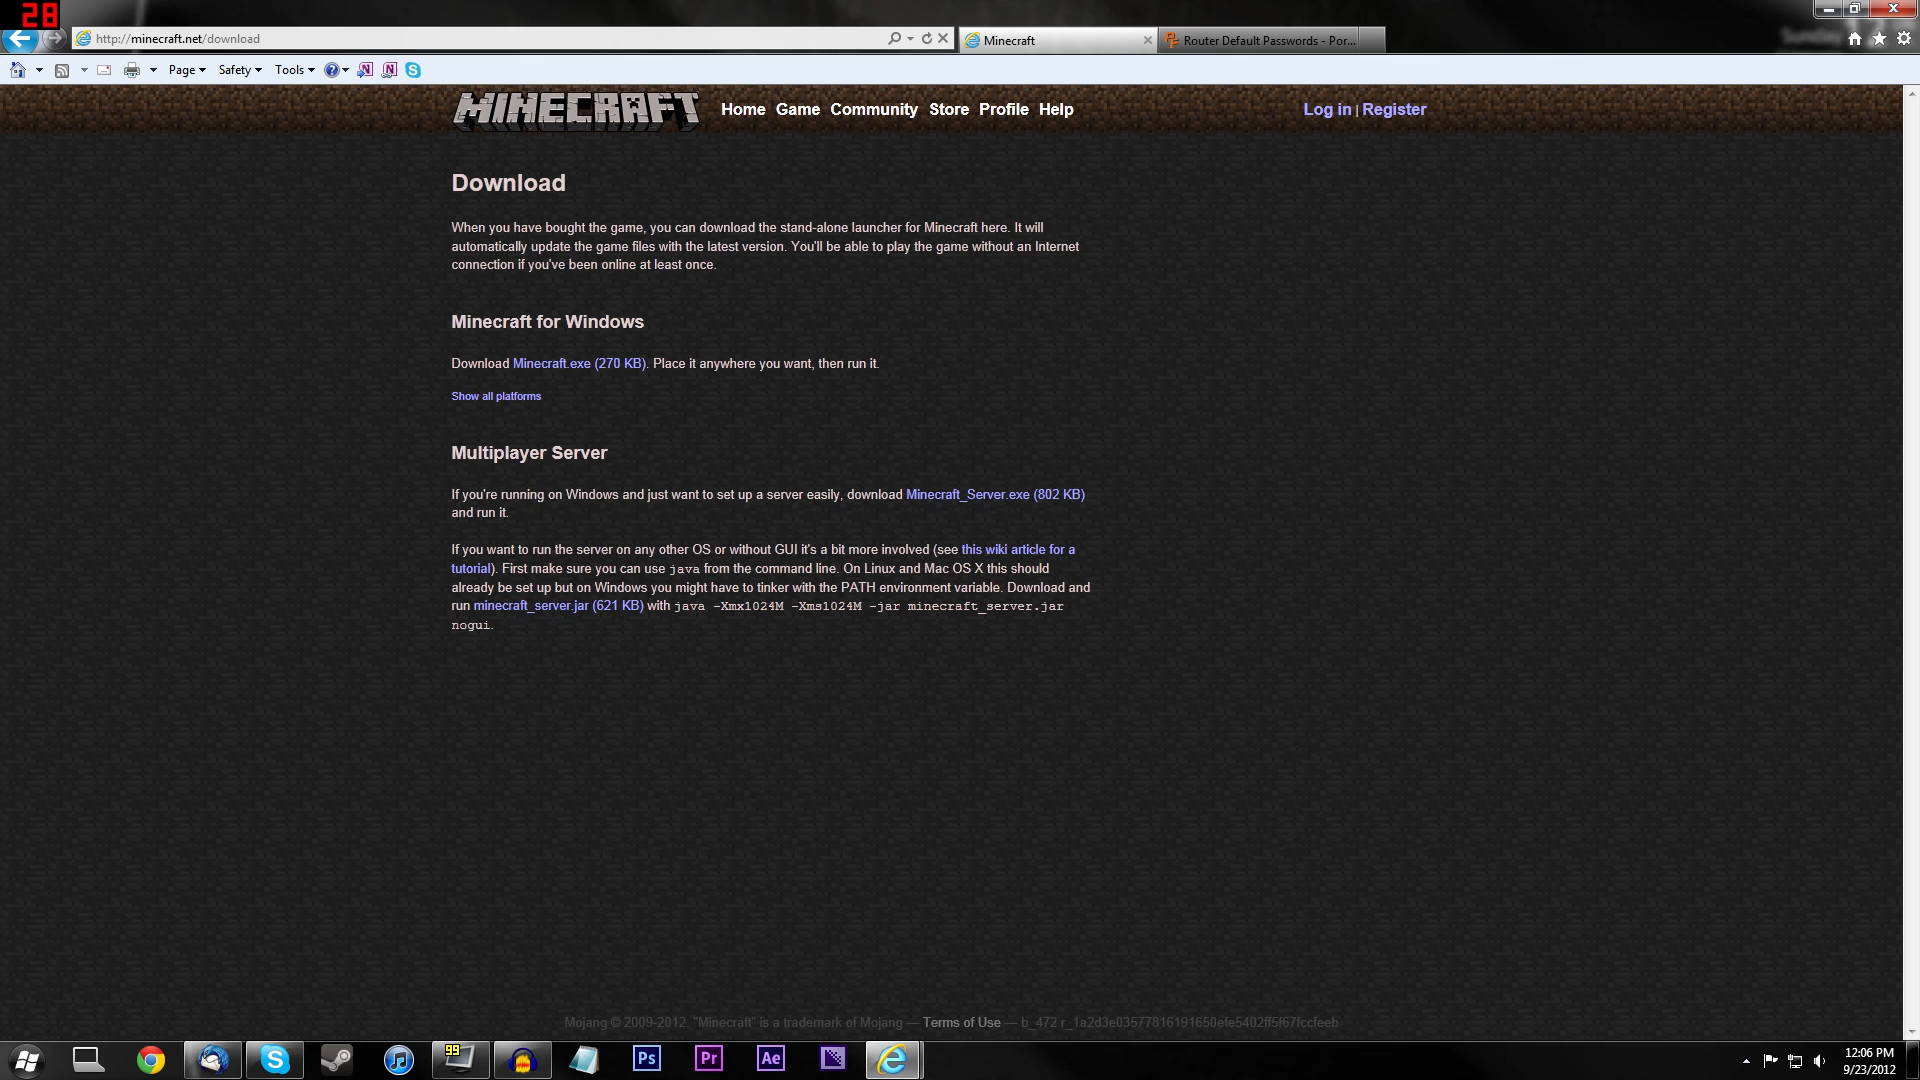 28
http://minecraft.net/download
Minecraft
Router Default Passwords - Por...
Sunday
Page
Safety
Tools
MINECRAFT
Home Game Community Store Profile Help
Log in | Register
Download
When you have bought the game, you can download the stand-alone launcher for Minecraft here. It will
automatically update the game files with the latest version. You'll be able to play the game without an Internet
connection if you've been online at least once.
Minecraft for Windows
Download Minecraft.exe (270 KB). Place it anywhere you want, then run it.
Show all platforms
Multiplayer Server
If you're running on Windows and just want to set up a server easily, download Minecraft_Server.exe (802 KB)
and run it.
If you want to run the server on any other OS or without GUI it's a bit more involved (see this wiki article for a
tutorial). First make sure you can use java from the command line. On Linux and Mac OS X this should
already be set up but on Windows you might have to tinker with the PATH environment variable. Download and
run minecraft_server.jar (621 KB) with java -Xmx1024M -Xms1024M -jar minecraft_server.jar
nogui.
Mojang © 2009-2012. "Minecraft" is a trademark of Mojang — Terms of Use — b_472 r_1a2d3e03577816191650efe5402ff5f67fccfeeb
99
Ps
Pr
Ae
12:06 PM
9/23/2012